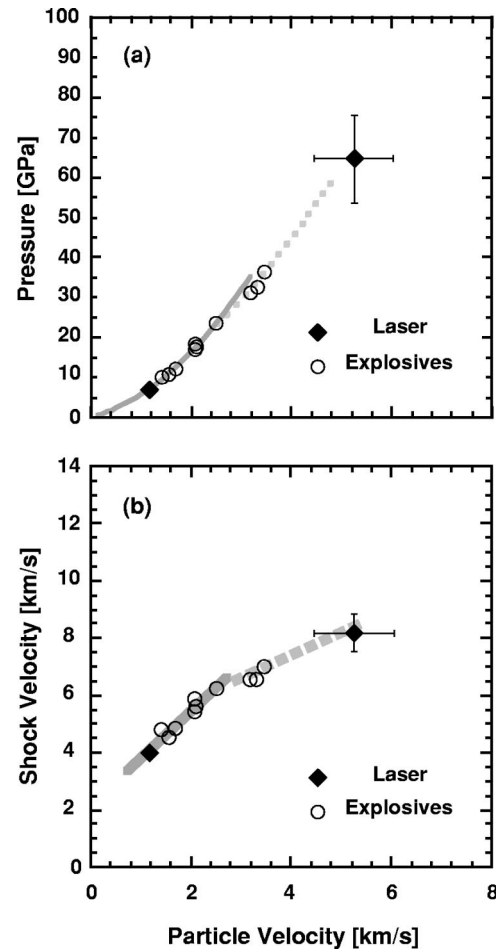 100
(a)
90
80
70
60
50
40
30
20
10
0
Pressure [GPa]
Laser
Explosives
14
(b)
12
10
8
6
4
2
0
Shock Velocity [km/s]
Laser
Explosives
0 2 4 6 8
Particle Velocity [km/s]